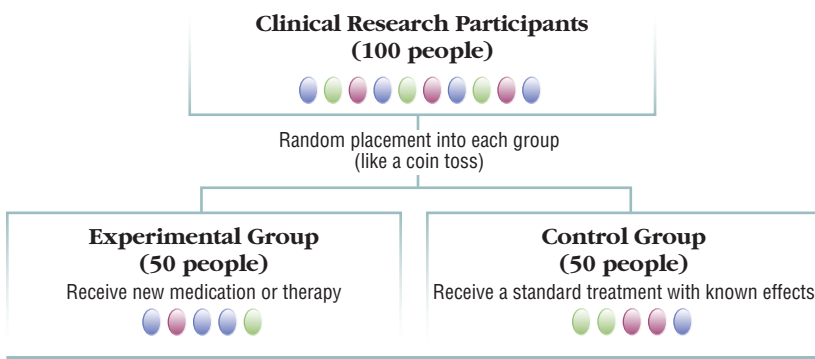 Clinical Research Participants
(100 people)
Random placement into each group
(like a coin toss)
Experimental Group
(50 people)
Receive new medication or therapy
Control Group
(50 people)
Receive a standard treatment with known effects